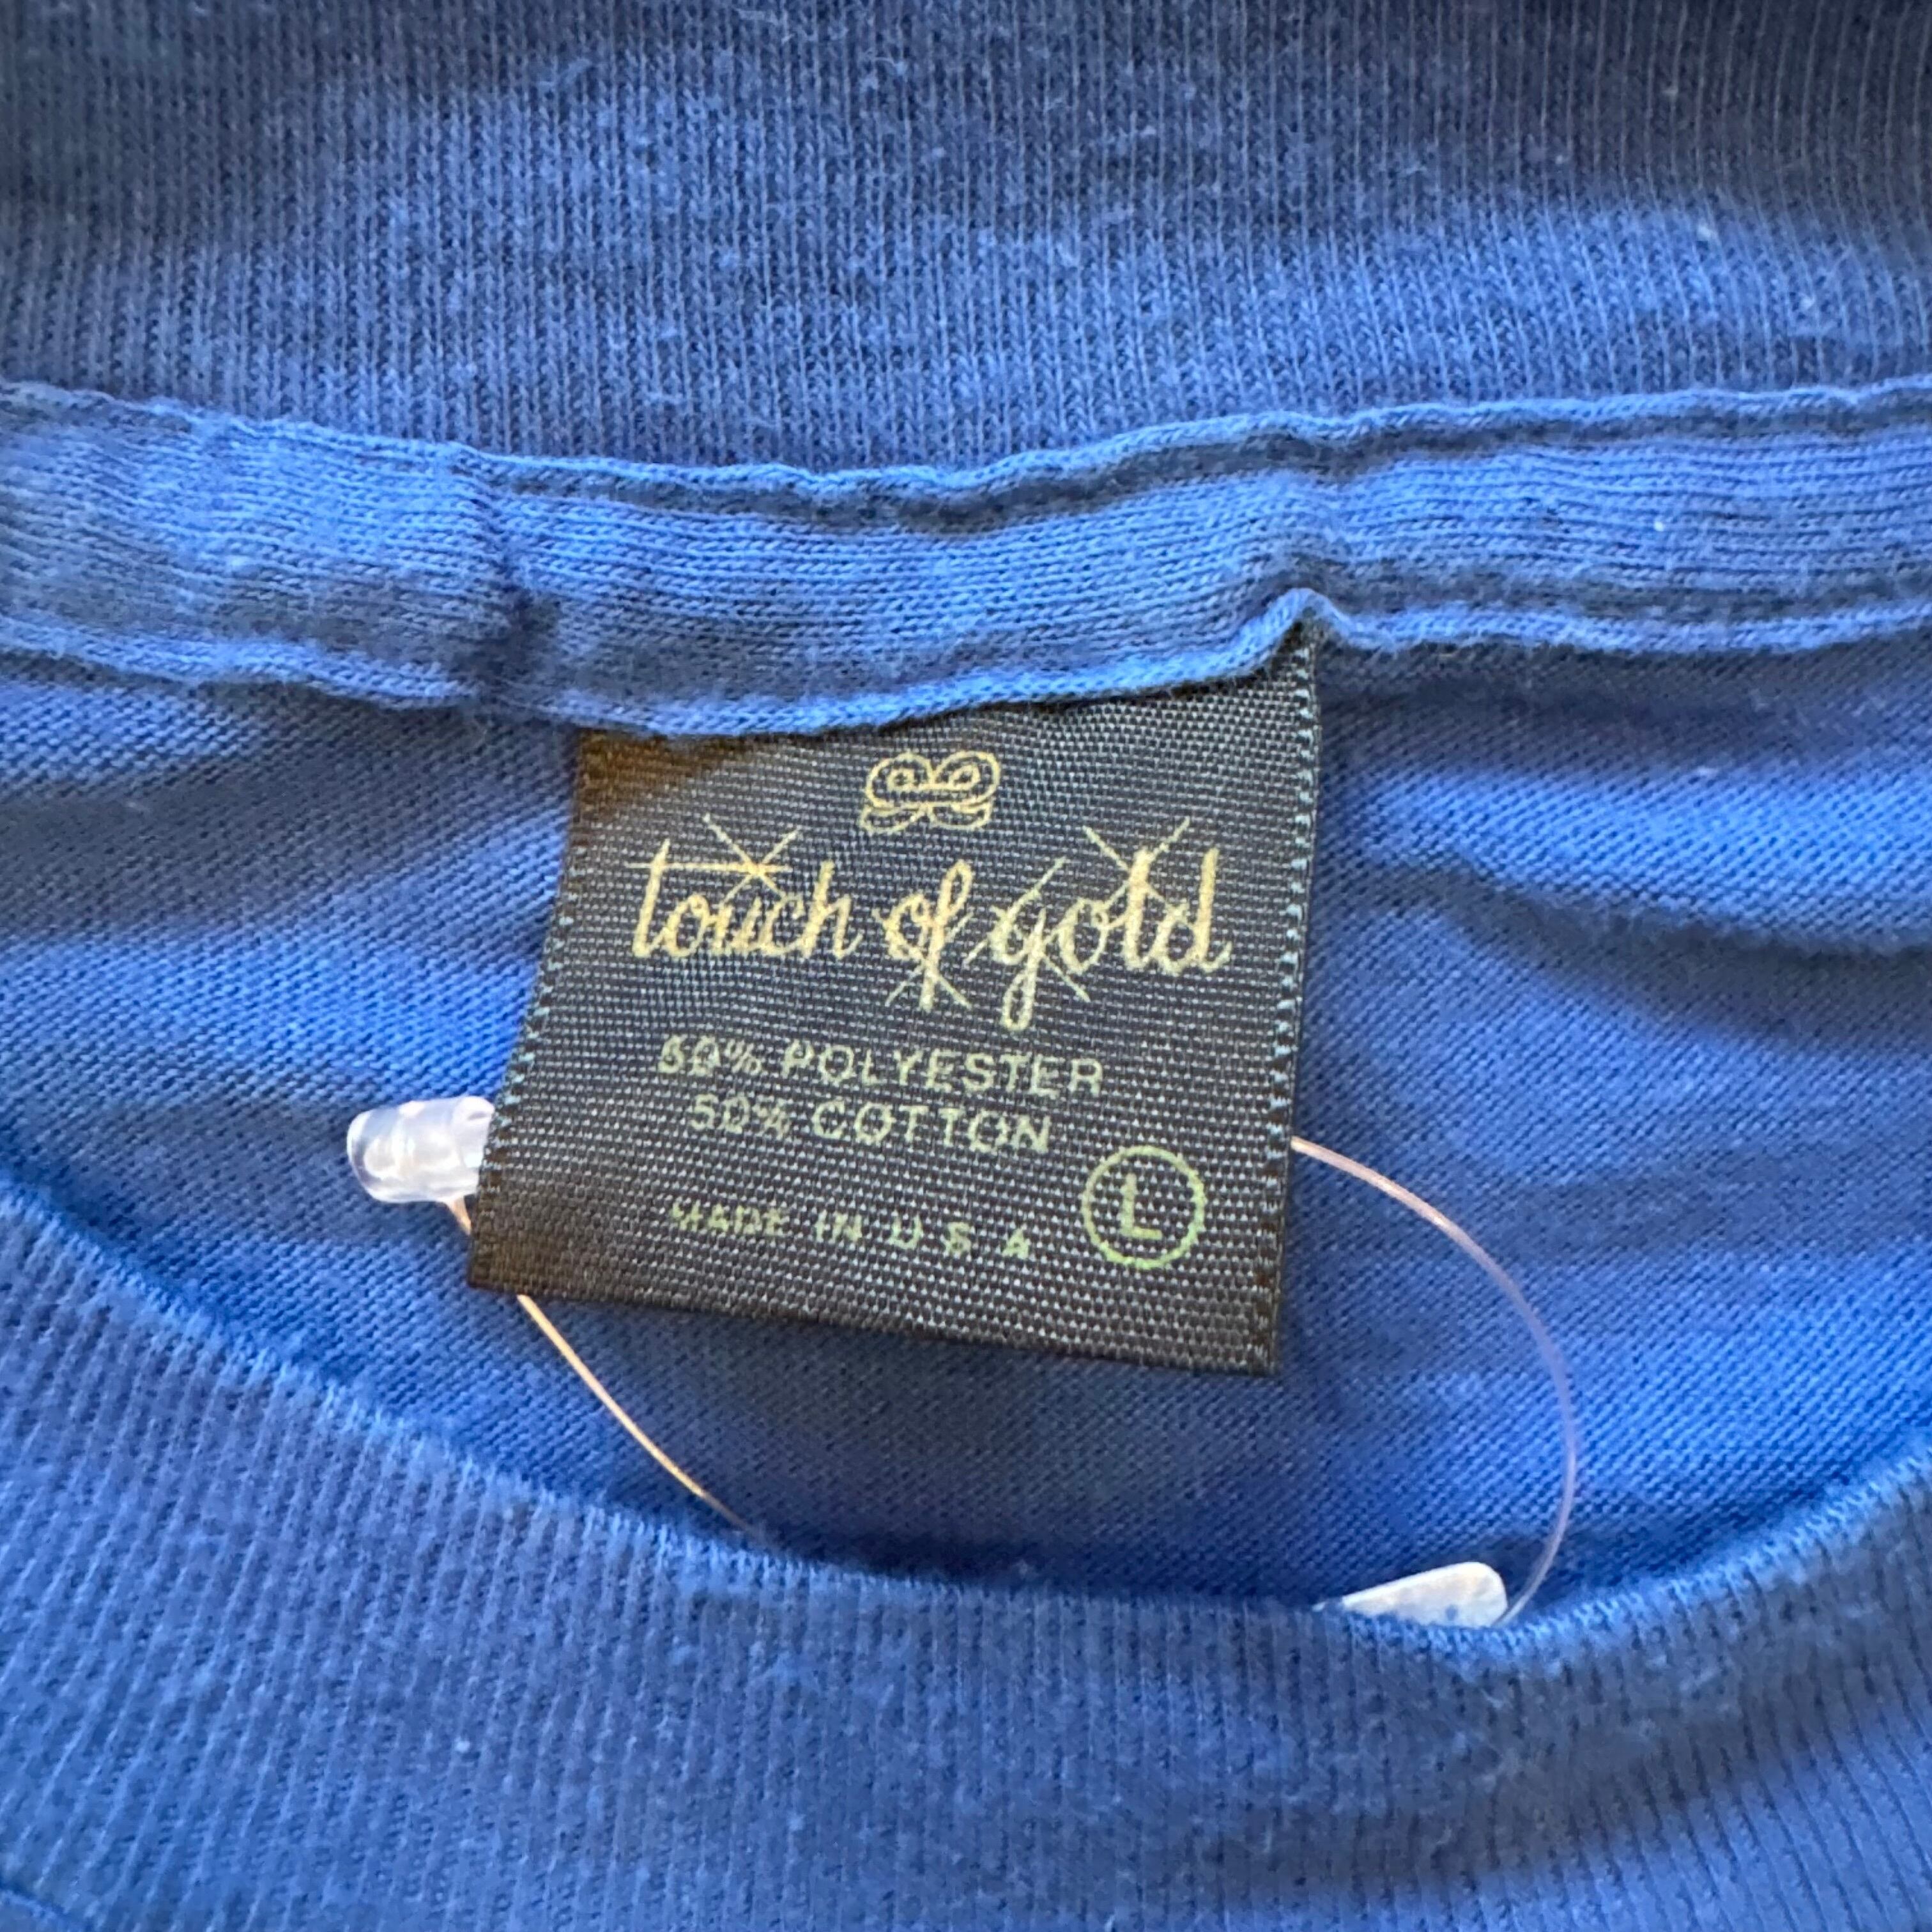 touch of gold
50% POLYESTER
50% COTTON
MADE IN U S A
L